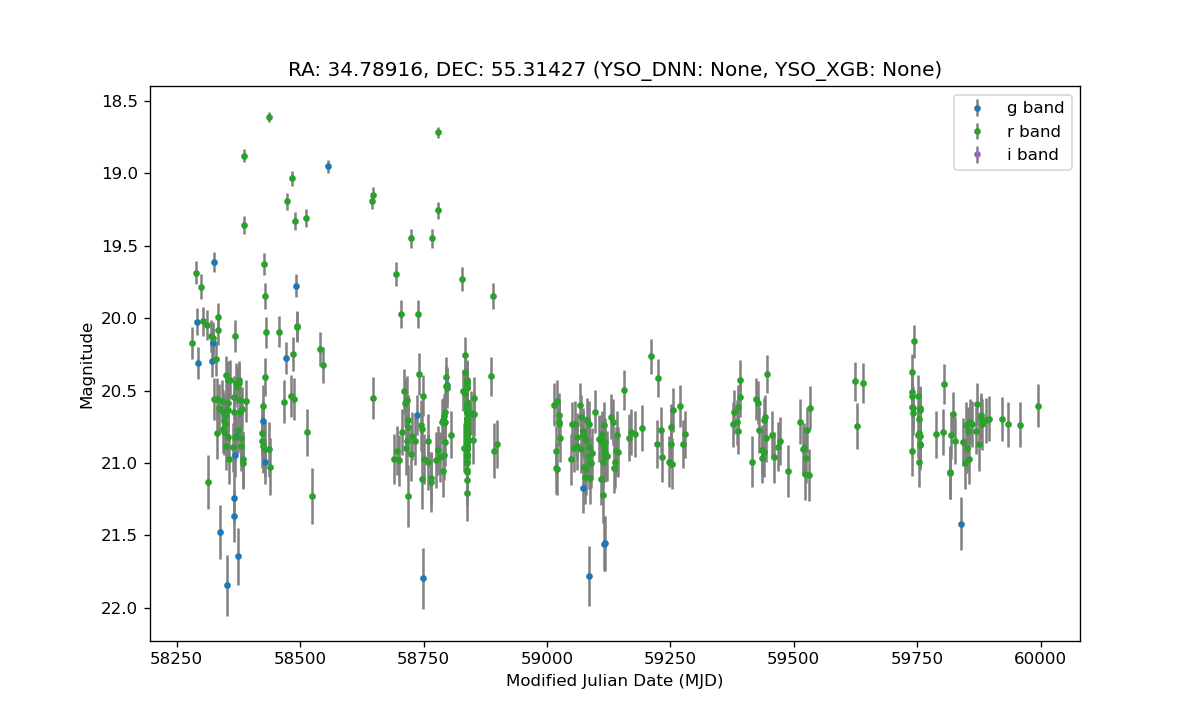 RA: 34.78916, DEC: 55.31427 (YSO_DNN: None, YSO_XGB: None)
g band
r band
i band
18.5
19.0
19.5
20.0
20.5
21.0
21.5
22.0
Magnitude
58250 58500 58750 59000 59250 59500 59750 60000
Modified Julian Date (MJD)